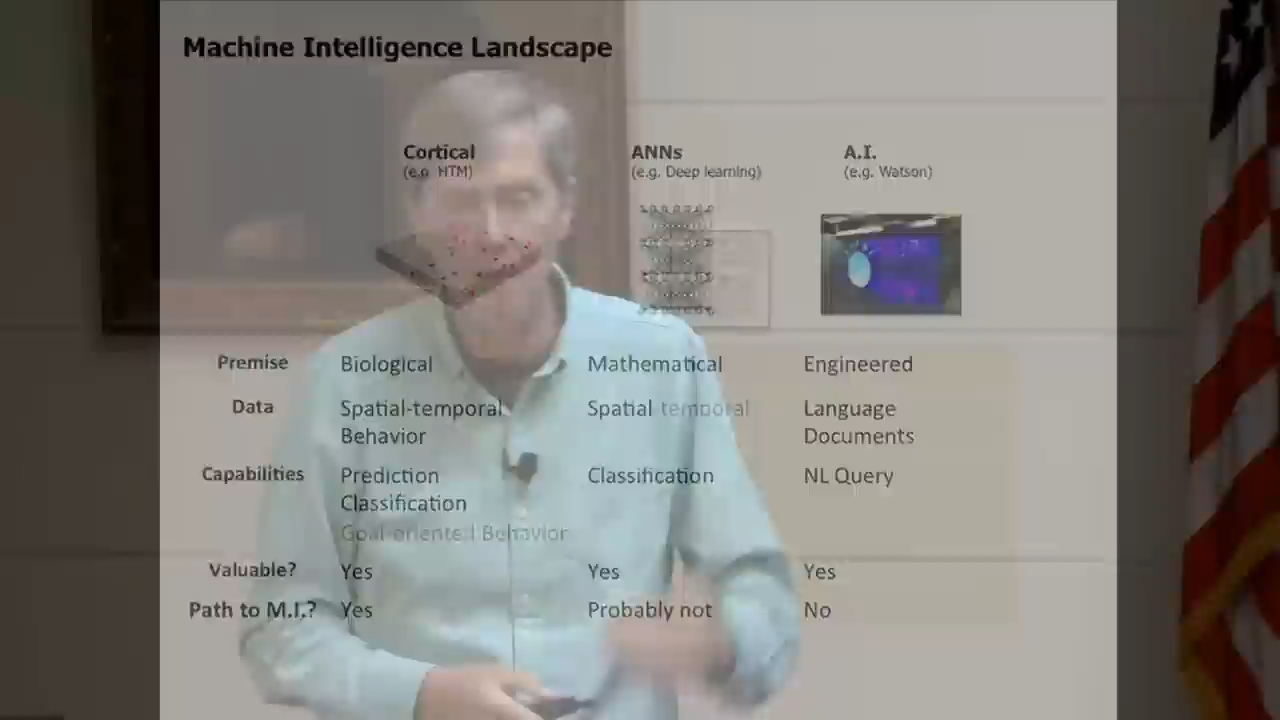 Machine Intelligence Landscape
Cortical ANNs A.I.
(e.g. HTM) (e.g. Deep learning) (e.g. Watson)
Premise Biological Mathematical Engineered
Data Spatial-temporal Spatial-temporal Language
Behavior Documents
Capabilities Prediction Classification NL Query
Classification
Goal-oriented Behavior
Valuable? Yes Yes Yes
Path to M.I.? Yes Probably not No